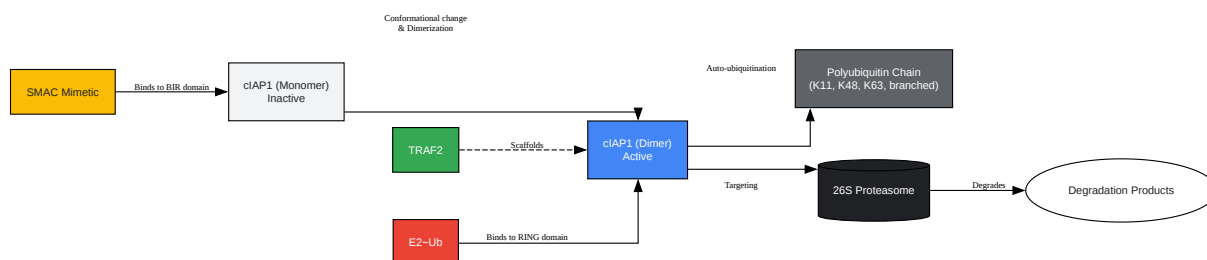 Conformational change
& Dimerization
SMAC Mimetic
Binds to BIR domain
cIAP1 (Monomer)
Inactive
Auto-ubiquitination
Polyubiquitin Chain
(K11, K48, K63, branched)
TRAF2
Scaffolds
cIAP1 (Dimer)
Active
Targeting
26S Proteasome
Degrades
Degradation Products
E2~Ub
Binds to RING domain